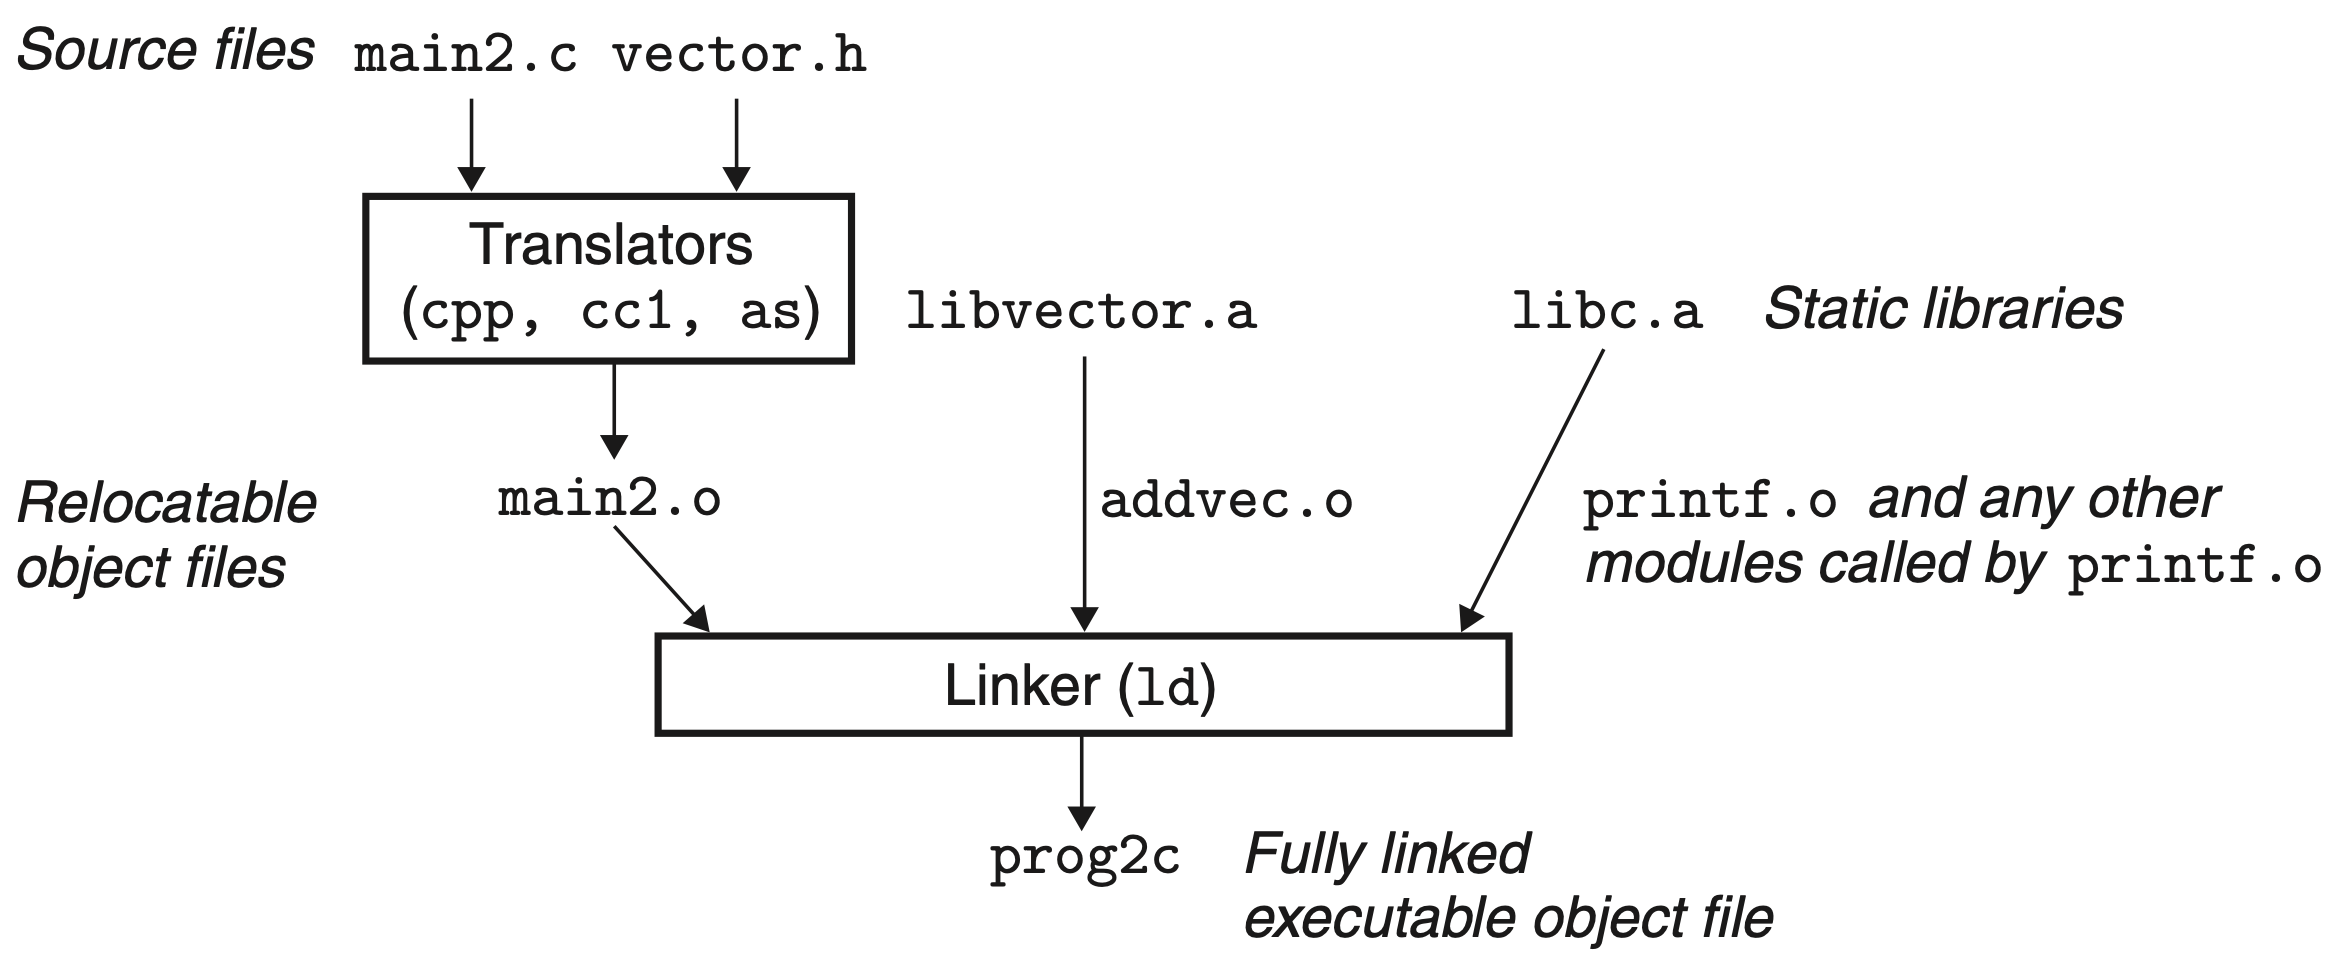 Source files main2.c vector.h
Translators
(cpp, cc1, as)
libvector.a
libc.a Static libraries
Relocatable
object files
main2.o
addvec.o
printf.o and any other
modules called by printf.o
Linker (ld)
prog2c
Fully linked
executable object file